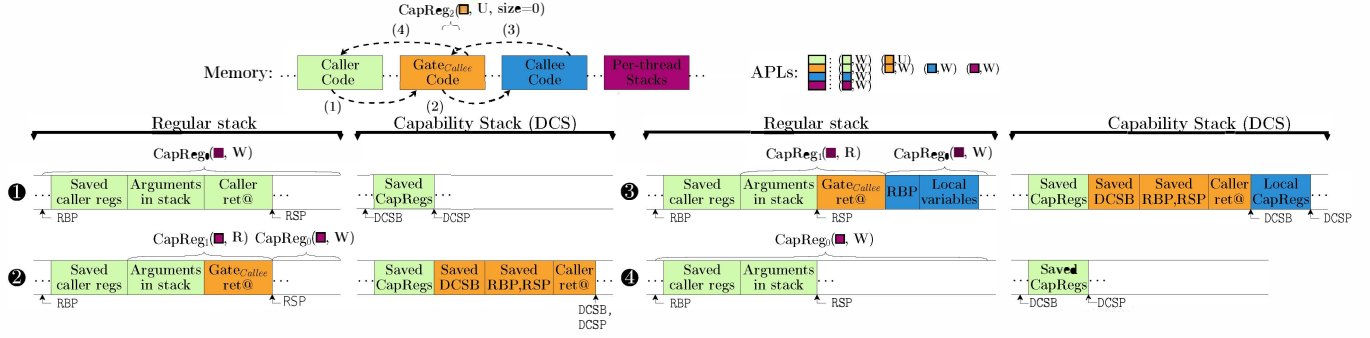 CapReg2(, U, size=0)
(4) (3)
Memory: ... Caller Code ... GateCallee Code ... Callee Code ... Per-thread Stacks ...
(1) (2)
APLs:
: (, W) (, U)
: (, W) (, W) (, W) (, W)
: (, W) (, W)
: (, W)
Regular stack
Capability Stack (DCS)
❶ CapReg0(, W)
... Saved caller regs Arguments in stack Caller ret@ ...
RBP RSP
Saved CapRegs ...
DCSB DCSP
❷ CapReg1(, R) CapReg0(, W)
... Saved caller regs Arguments in stack GateCallee ret@ ...
RBP RSP
... Saved CapRegs Saved DCSB Saved RBP,RSP Caller ret@ ...
DCSB,
DCSP
Regular stack
Capability Stack (DCS)
❸ CapReg1(, R) CapReg0(, W)
... Saved caller regs Arguments in stack GateCallee ret@ RBP Local variables ...
RBP RSP
... Saved CapRegs Saved DCSB Saved RBP,RSP Caller ret@ Local CapRegs ...
DCSB DCSP
❹ CapReg0(, W)
... Saved caller regs Arguments in stack ...
RBP RSP
... Saved CapRegs ...
DCSB DCSP